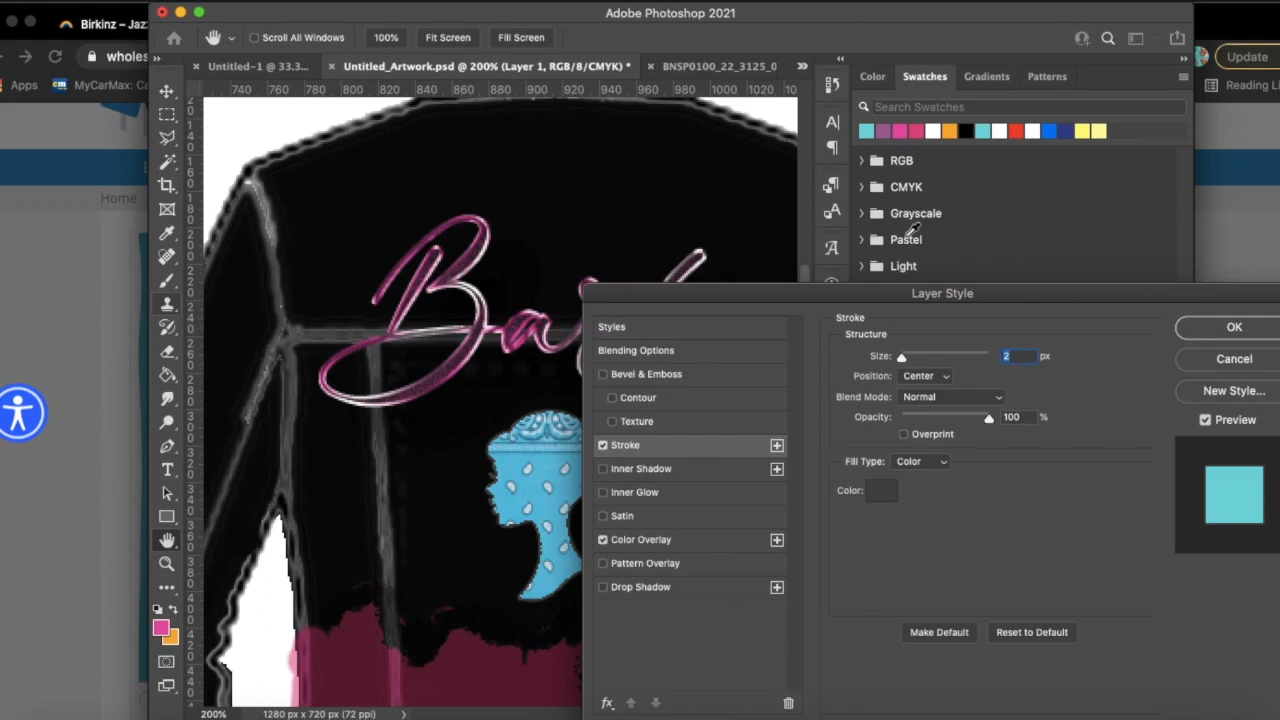 Birkinz – Jaz
Adobe Photoshop 2021
Scroll All Windows
100%
Fit Screen
Fill Screen
Update
wholes
Untitled-1 @ 33.3...
Untitled_Artwork.psd @ 200% (Layer 1, RGB/8/CMYK) *
BNSP0100_22_3125_0
Color
Swatches
Gradients
Patterns
Apps
MyCarMax: Ca
Reading Li
740 760 780 800 820 840 860 880 900 920 940 960 980 1000 1020
Search Swatches
RGB
CMYK
Home
Grayscale
Pastel
Light
Layer Style
Styles
Blending Options
Bevel & Emboss
Contour
Texture
Stroke
Inner Shadow
Inner Glow
Satin
Color Overlay
Pattern Overlay
Drop Shadow
fx
Stroke
Structure
Size: 2 px
Position: Center
Blend Mode: Normal
Opacity: 100 %
Overprint
Fill Type: Color
Color:
Make Default
Reset to Default
OK
Cancel
New Style...
Preview
200%
1280 px x 720 px (72 ppi)